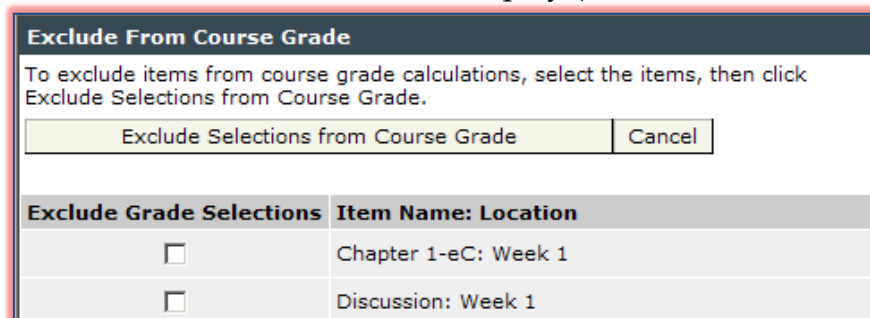 Exclude From Course Grade
To exclude items from course grade calculations, select the items, then click
Exclude Selections from Course Grade.
Exclude Selections from Course Grade Cancel
Exclude Grade Selections Item Name: Location
Chapter 1-eC: Week 1
Discussion: Week 1